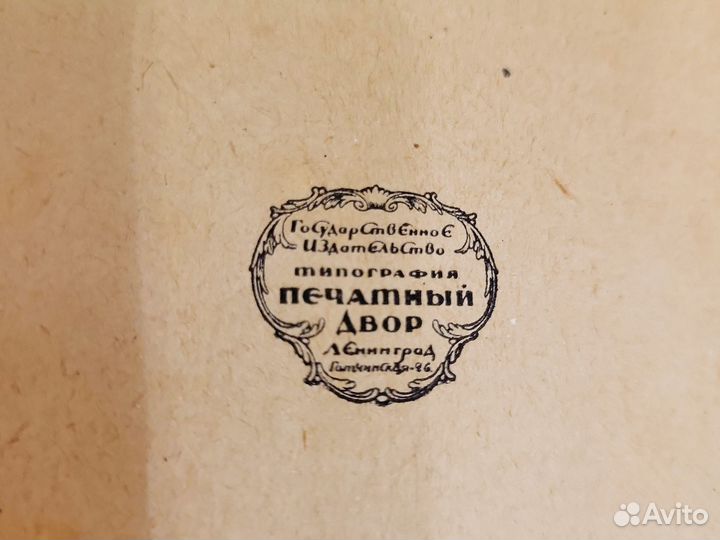 Государственное
издательство
типография
ПЕЧАТНЫЙ
ДВОР
Ленинград
Гатчинская-26.
Avito